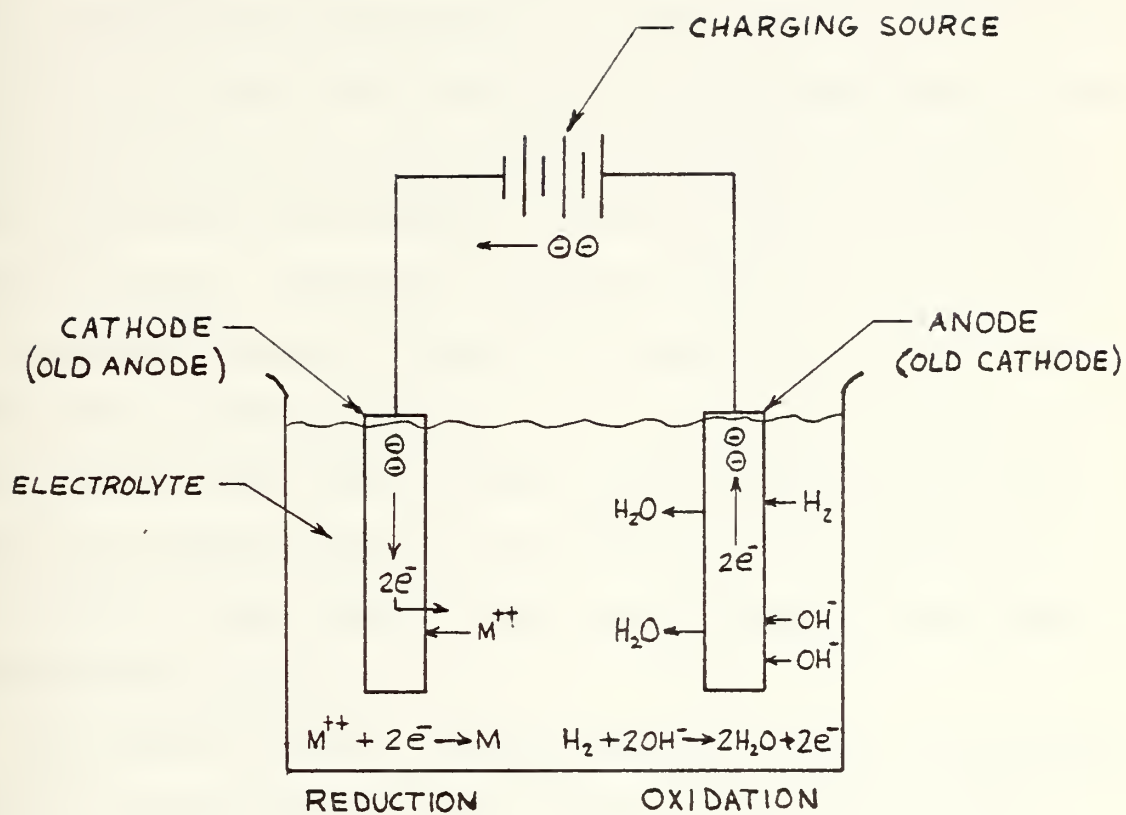 CHARGING SOURCE
⊖⊖
CATHODE
(OLD ANODE)
ANODE
(OLD CATHODE)
ELECTROLYTE
⊖
⊖
2e⁻
M⁺⁺
⊖
⊖
H₂O
H₂
2e⁻
H₂O
OH⁻
OH⁻
M⁺⁺ + 2e⁻ → M
H₂ + 2OH⁻ → 2H₂O + 2e⁻
REDUCTION
OXIDATION